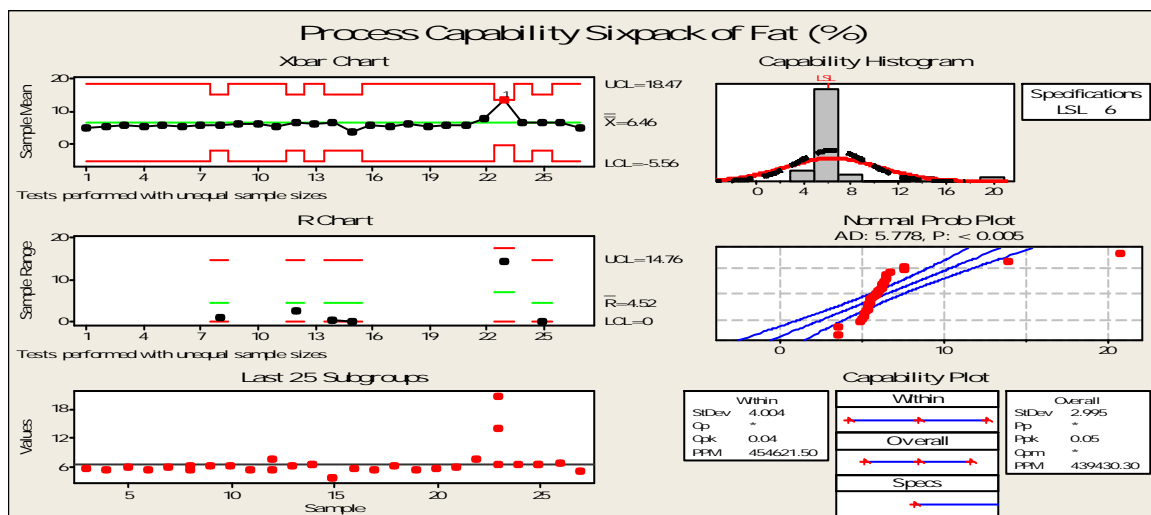 Process Capability Sixpack of Fat (%)
Xbar Chart
Sample Mean
20
10
0
1
UCL=18.47
X=6.46
LCL=-5.56
1 4 7 10 13 16 19 22 25
Tests performed with unequal sample sizes
Capability Histogram
LSL
0 4 8 12 16 20
Specifications
LSL 6
R Chart
Sample Range
20
10
0
UCL=14.76
R=4.52
LCL=0
1 4 7 10 13 16 19 22 25
Tests performed with unequal sample sizes
Normal Prob Plot
AD: 5.778, P: < 0.005
0 10 20
Last 25 Subgroups
Values
18
12
6
5 10 15 20 25
Sample
Capability Plot
Within
StDev 4.004
Cp *
Cpk 0.04
PPM 454621.50
Within
Overall
Specs
Overall
StDev 2.995
Pp *
Ppk 0.05
Cpm *
PPM 439430.30